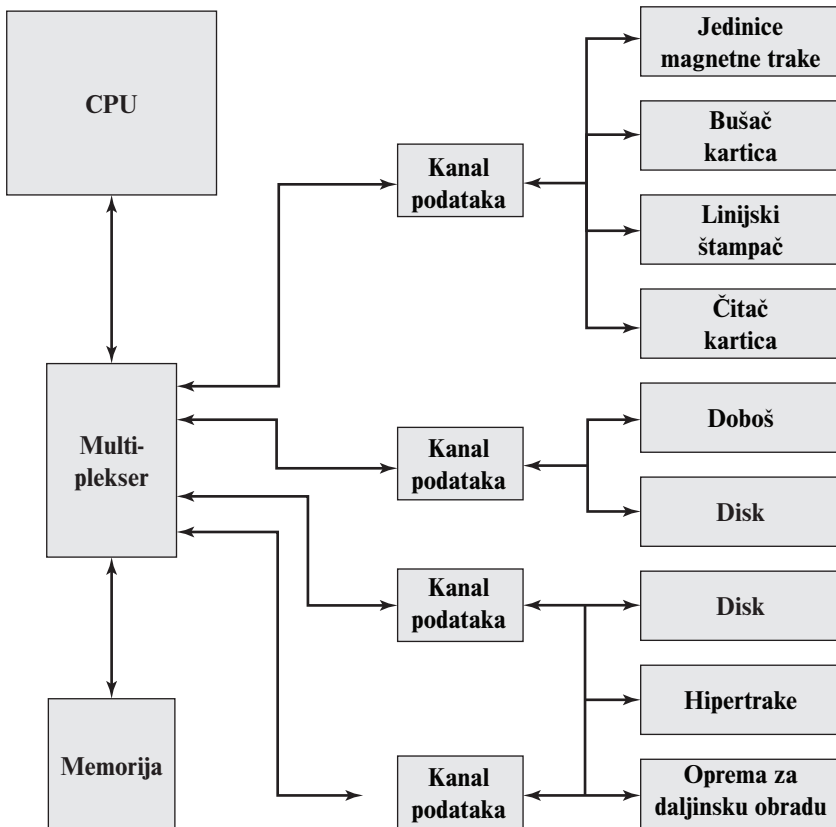 CPU
Multi-
plekser
Memorija
Kanal
podataka
Kanal
podataka
Kanal
podataka
Kanal
podataka
Jedinice
magnetne trake
Bušač
kartica
Linijski
štampač
Čitač
kartica
Doboš
Disk
Disk
Hipertrake
Oprema za
daljinsku obradu